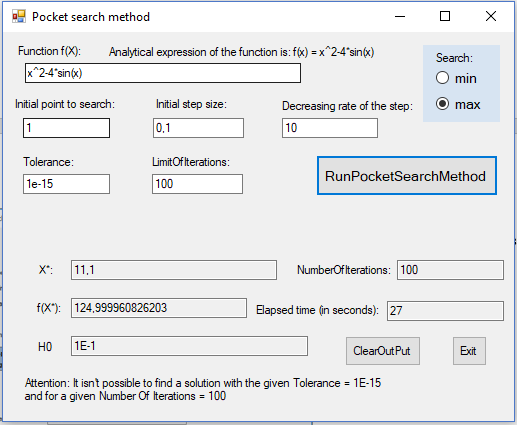 Pocket search method
Function f(X): Analytical expression of the function is: f(x) = x^2-4*sin(x)
x^2-4*sin(x)
Search:
min
max
Initial point to search: Initial step size: Decreasing rate of the step:
1 0,1 10
Tolerance: LimitOfIterations:
1e-15 100
RunPocketSearchMethod
X*: 11,1 NumberOfIterations: 100
f(X*): 124,999960826203 Elapsed time (in seconds): 27
H0 1E-1
ClearOutPut Exit
Attention: It isn't possible to find a solution with the given Tolerance = 1E-15
and for a given Number Of Iterations = 100